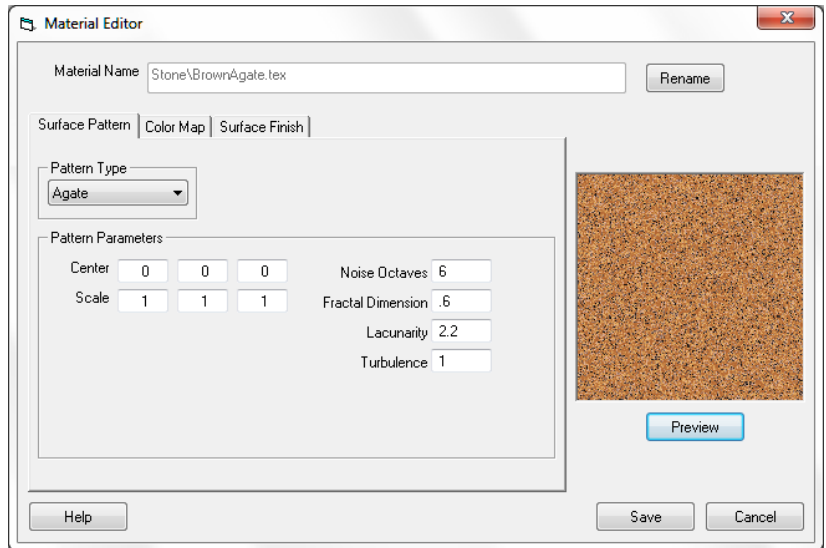 Material Editor
x
Material Name Stone\BrownAgate.tex Rename
Surface Pattern Color Map Surface Finish
Pattern Type
Agate
Pattern Parameters
Center 0 0 0 Noise Octaves 6
Scale 1 1 1 Fractal Dimension .6
Lacunarity 2.2
Turbulence 1
Preview
Help Save Cancel